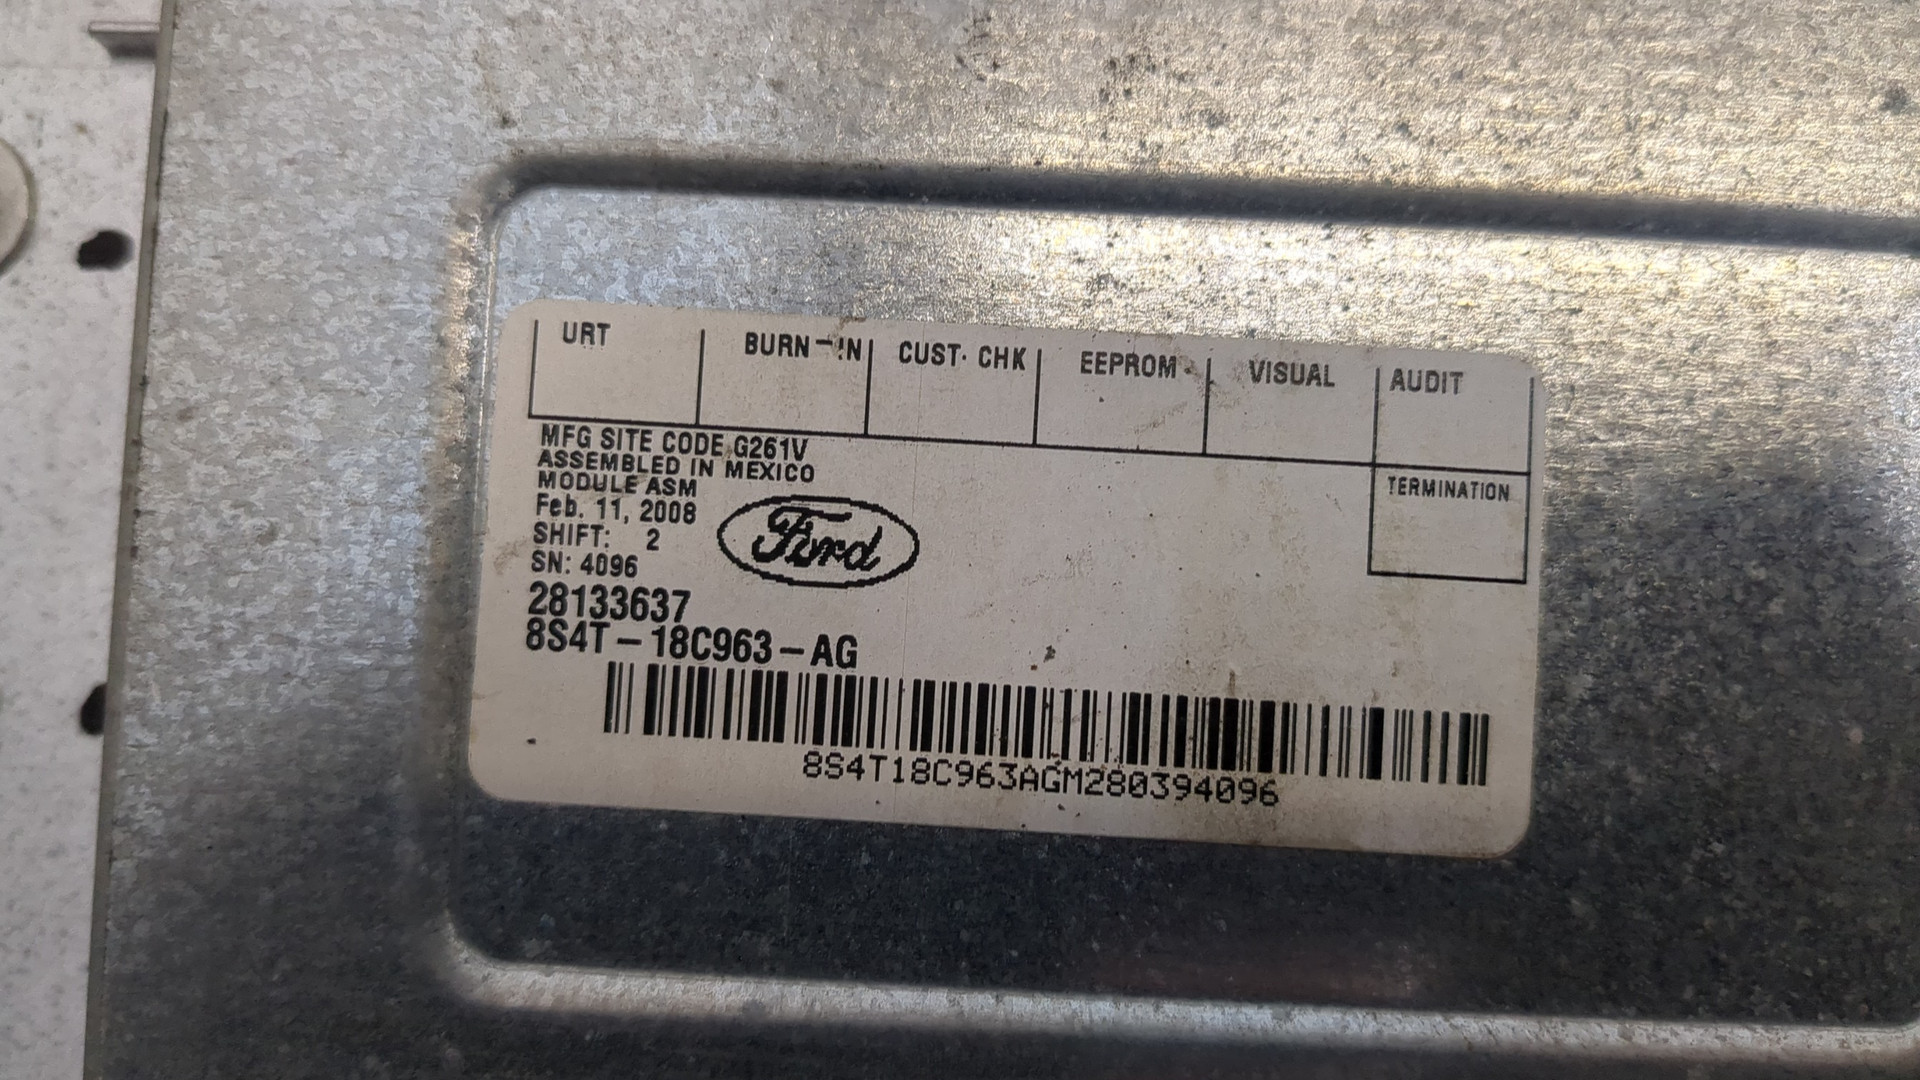 URT BURN-IN CUST. CHK EEPROM VISUAL AUDIT
MFG SITE CODE G261V
ASSEMBLED IN MEXICO
MODULE ASM
Feb. 11, 2008
SHIFT: 2
SN: 4096
Ford
TERMINATION
28133637
8S4T-18C963-AG
8S4T18C963AGM280394096